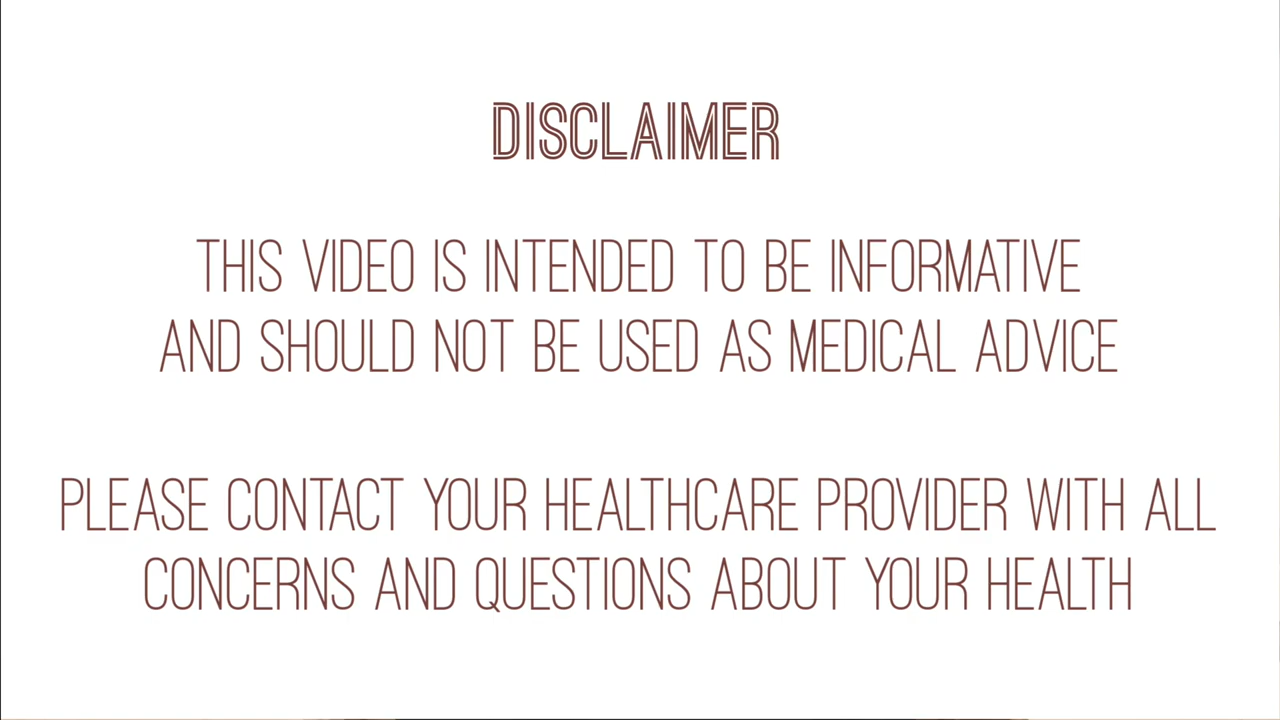 DISCLAIMER
THIS VIDEO IS INTENDED TO BE INFORMATIVE
AND SHOULD NOT BE USED AS MEDICAL ADVICE
PLEASE CONTACT YOUR HEALTHCARE PROVIDER WITH ALL
CONCERNS AND QUESTIONS ABOUT YOUR HEALTH